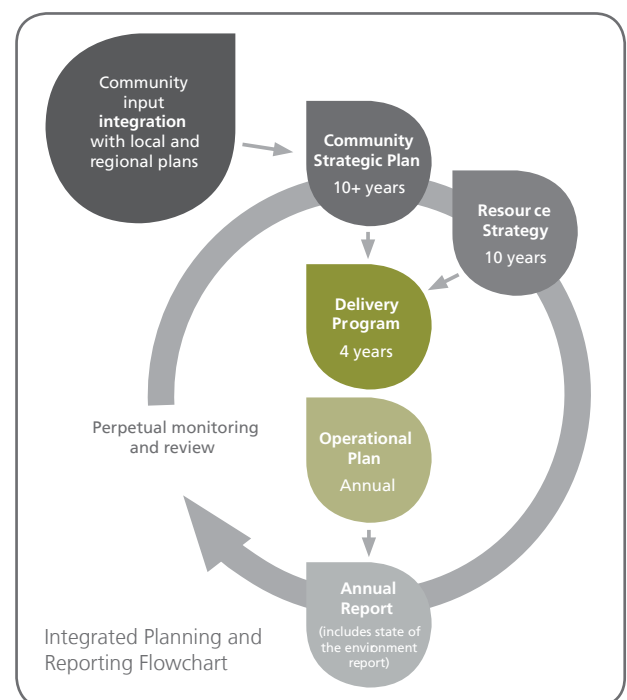 Community
input
integration
with local and
regional plans
Community
Strategic Plan
10+ years
Resource
Strategy
10 years
Delivery
Program
4 years
Perpetual monitoring
and review
Operational
Plan
Annual
Annual
Report
(includes state of
the envionment
report)
Integrated Planning and
Reporting Flowchart